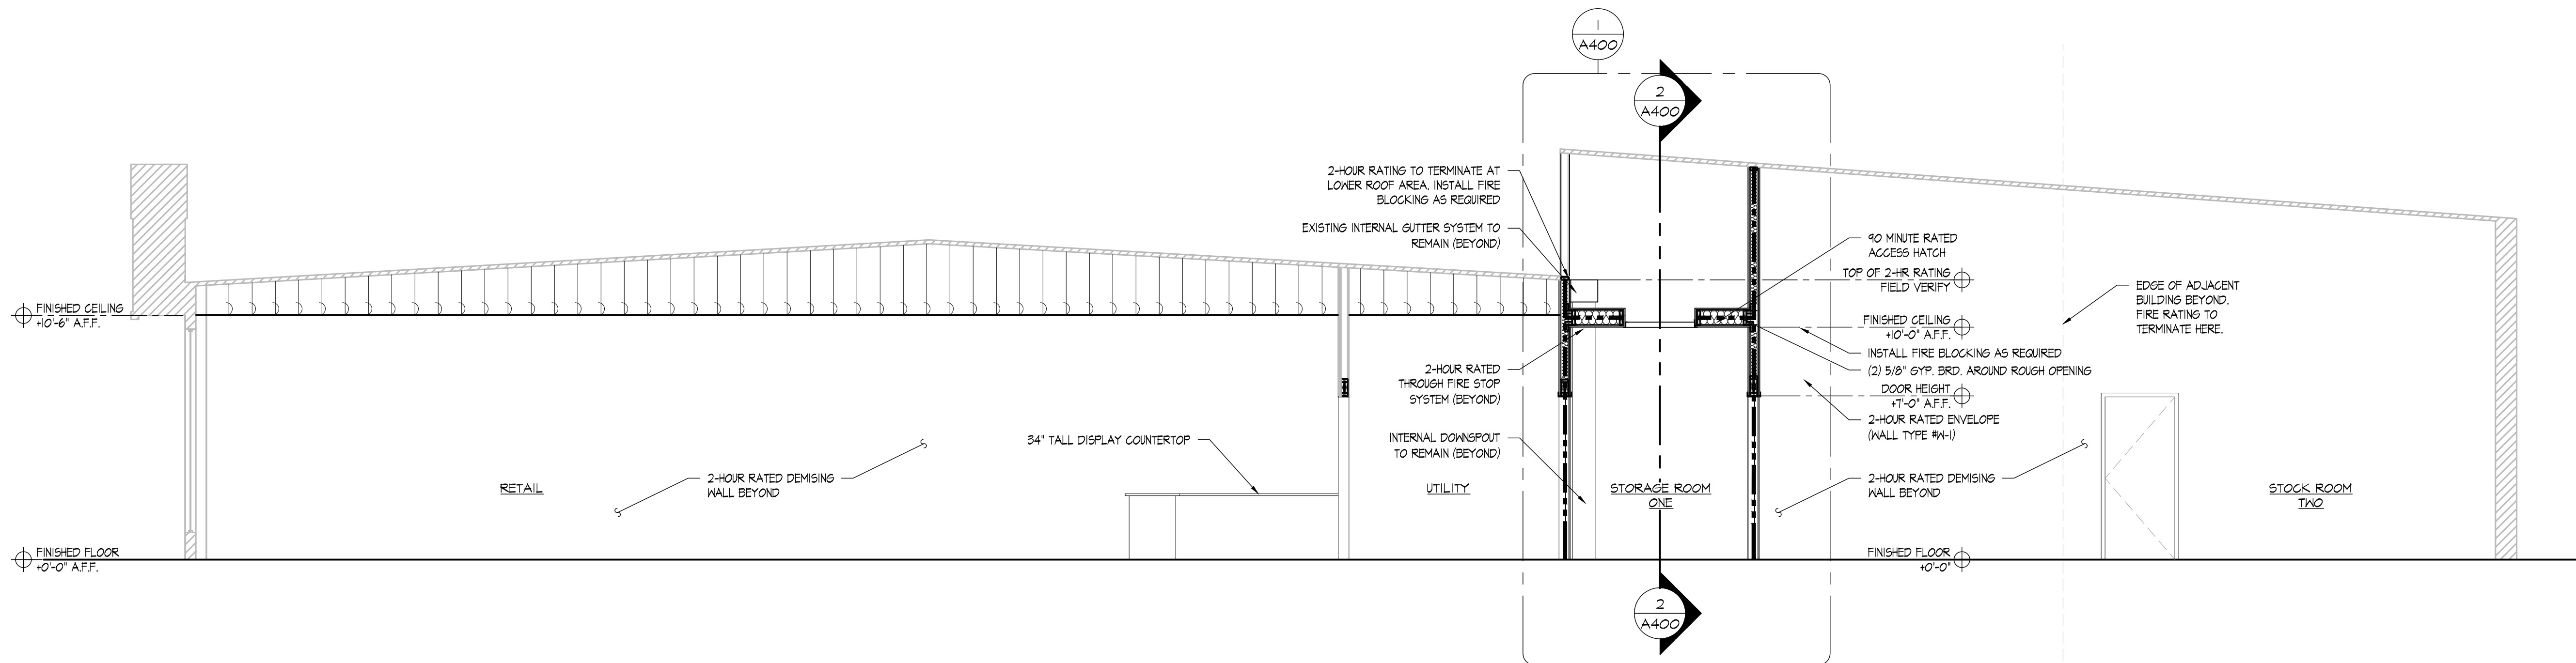 1
A400
2
A400
2-HOUR RATING TO TERMINATE AT
LOWER ROOF AREA. INSTALL FIRE
BLOCKING AS REQUIRED
EXISTING INTERNAL GUTTER SYSTEM TO
REMAIN (BEYOND)
90 MINUTE RATED
ACCESS HATCH
TOP OF 2-HR RATING
FIELD VERIFY
EDGE OF ADJACENT
BUILDING BEYOND.
FIRE RATING TO
TERMINATE HERE.
FINISHED CEILING
+10'-6" A.F.F.
FINISHED CEILING
+10'-0" A.F.F.
INSTALL FIRE BLOCKING AS REQUIRED
(2) 5/8" GYP. BRD. AROUND ROUGH OPENING
2-HOUR RATED
THROUGH FIRE STOP
SYSTEM (BEYOND)
DOOR HEIGHT
+7'-0" A.F.F.
2-HOUR RATED ENVELOPE
(WALL TYPE #W-1)
34" TALL DISPLAY COUNTERTOP
INTERNAL DOWNSPOUT
TO REMAIN (BEYOND)
RETAIL
2-HOUR RATED DEMISING
WALL BEYOND
UTILITY
STORAGE ROOM
ONE
2-HOUR RATED DEMISING
WALL BEYOND
STOCK ROOM
TWO
FINISHED FLOOR
+0'-0" A.F.F.
FINISHED FLOOR
+0'-0"
2
A400